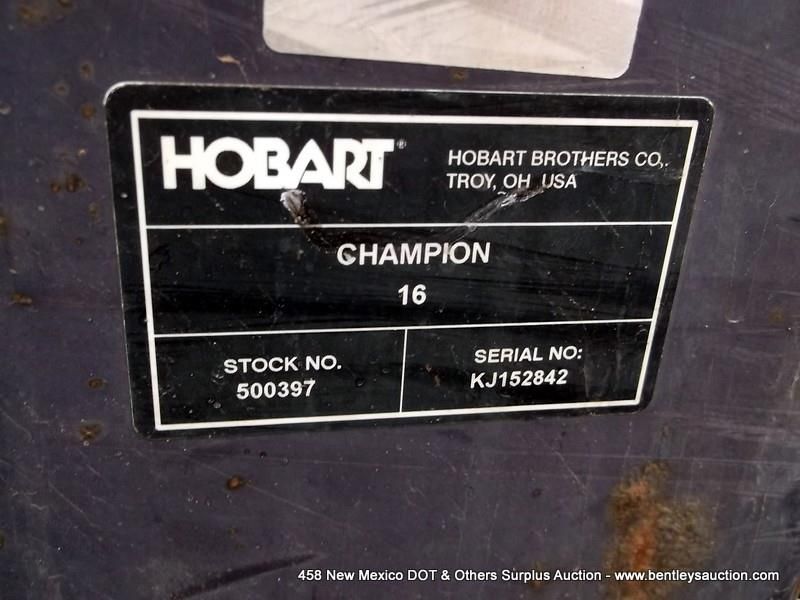 HOBART®
HOBART BROTHERS CO,.
TROY, OH, USA
CHAMPION
16
STOCK NO.
500397
SERIAL NO:
KJ152842
458 New Mexico DOT & Others Surplus Auction - www.bentleysauction.com